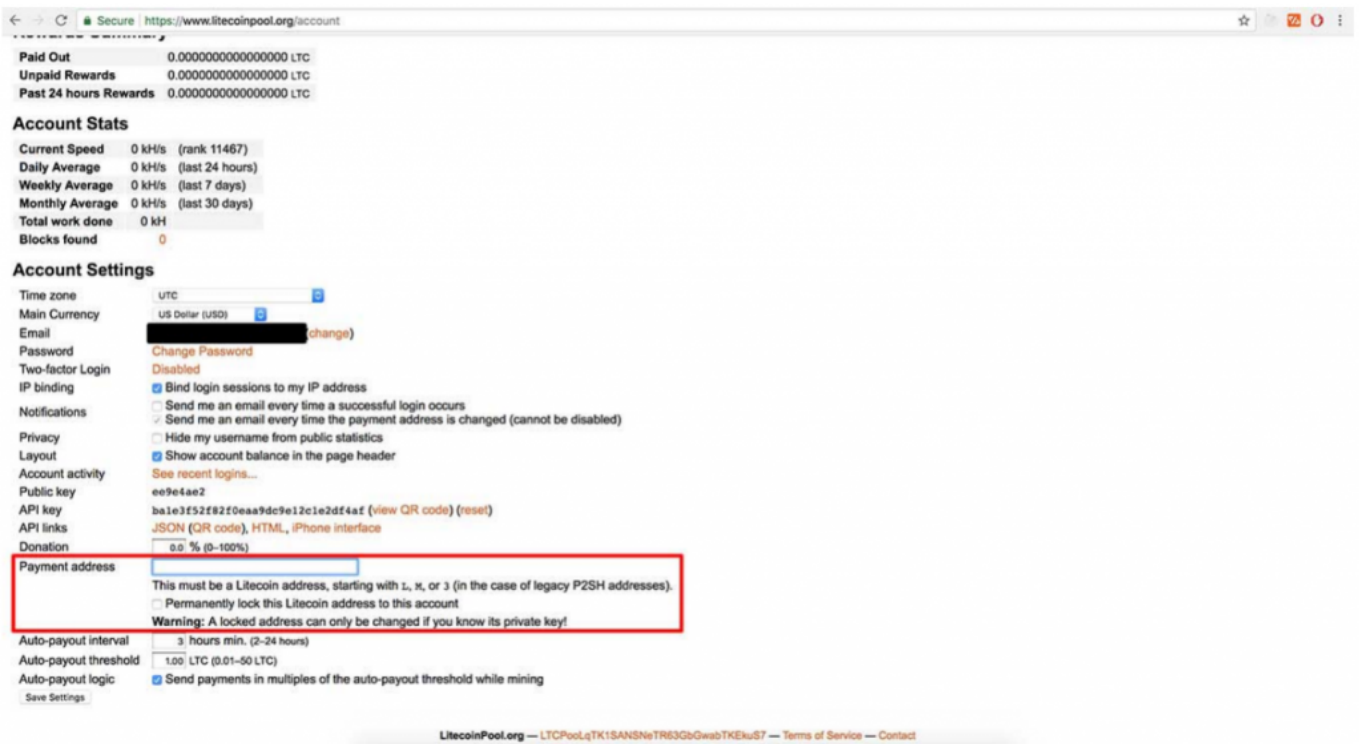 Secure https://www.litecoinpool.org/account
Rewards Summary
Paid Out 0.0000000000000000 LTC
Unpaid Rewards 0.0000000000000000 LTC
Past 24 hours Rewards 0.0000000000000000 LTC
Account Stats
Current Speed 0 kH/s (rank 11467)
Daily Average 0 kH/s (last 24 hours)
Weekly Average 0 kH/s (last 7 days)
Monthly Average 0 kH/s (last 30 days)
Total work done 0 kH
Blocks found 0
Account Settings
Time zone UTC
Main Currency US Dollar (USD)
Email (change)
Password Change Password
Two-factor Login Disabled
IP binding Bind login sessions to my IP address
Notifications Send me an email every time a successful login occurs
Send me an email every time the payment address is changed (cannot be disabled)
Privacy Hide my username from public statistics
Layout Show account balance in the page header
Account activity See recent logins...
Public key ee9e4ae2
API key ba1e3f52f82f0eaa9dc9e12c1e2df4af (view QR code) (reset)
API links JSON (QR code), HTML, iPhone interface
Donation 0.0 % (0–100%)
Payment address
This must be a Litecoin address, starting with L, M, or 3 (in the case of legacy P2SH addresses).
Permanently lock this Litecoin address to this account
Warning: A locked address can only be changed if you know its private key!
Auto-payout interval 3 hours min. (2–24 hours)
Auto-payout threshold 1.00 LTC (0.01–50 LTC)
Auto-payout logic Send payments in multiples of the auto-payout threshold while mining
Save Settings
LitecoinPool.org — LTCPooLqTK1SANSNeTR63GbGwabTKEkuS7 — Terms of Service — Contact